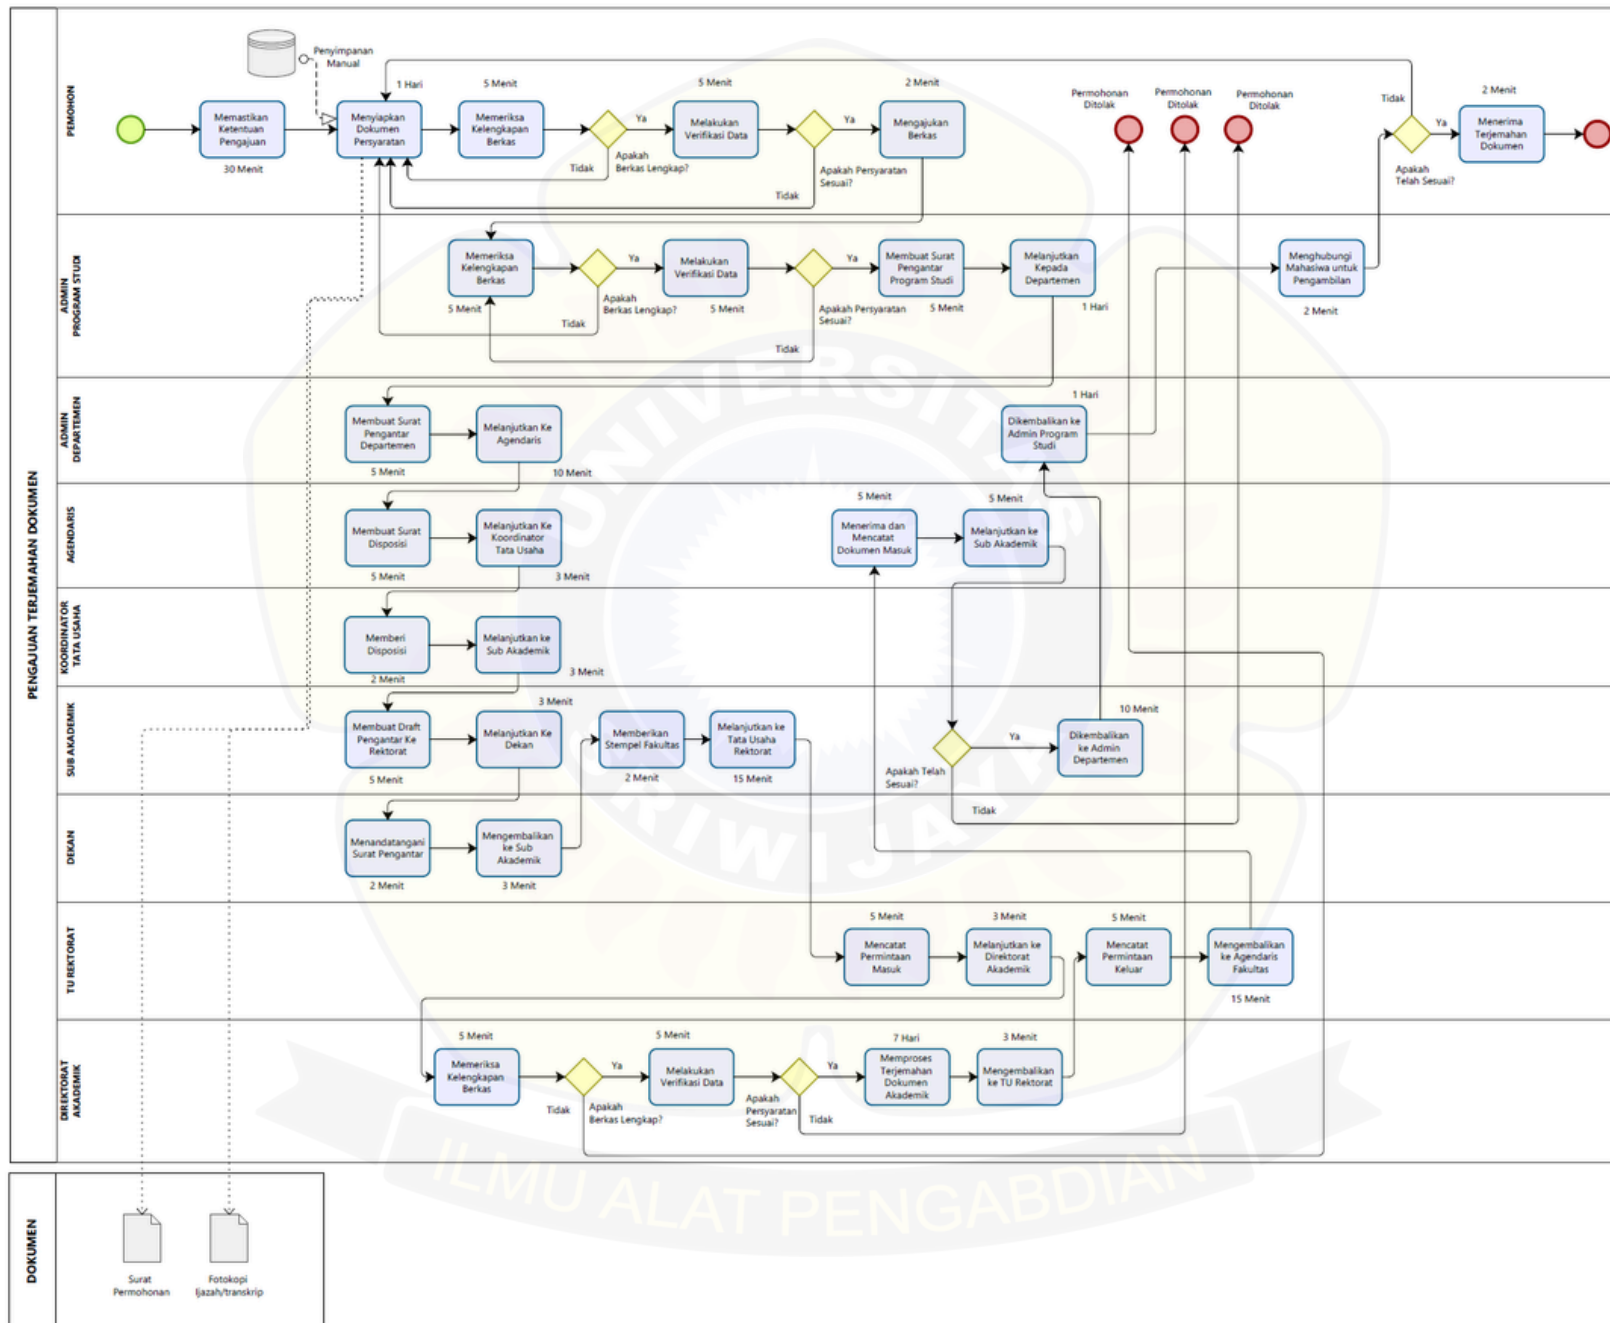 PENGAJUAN TERJEMAHAN DOKUMEN
PEMOHON
Penyimpanan
Manual
Memastikan
Ketentuan
Pengajuan
30 Menit
1 Hari
Menyiapkan
Dokumen
Persyaratan
5 Menit
Memeriksa
Kelengkapan
Berkas
Ya
Tidak
Apakah
Berkas Lengkap?
5 Menit
Melakukan
Verifikasi Data
Ya
Tidak
Apakah Persyaratan
Sesuai?
2 Menit
Mengajukan
Berkas
Permohonan
Ditolak
Permohonan
Ditolak
Permohonan
Ditolak
Tidak
Ya
Apakah
Telah Sesuai?
2 Menit
Menerima
Terjemahan
Dokumen
ADMIN
PROGRAM STUDI
Memeriksa
Kelengkapan
Berkas
5 Menit
Ya
Apakah
Berkas Lengkap?
Tidak
Melakukan
Verifikasi Data
5 Menit
Ya
Apakah Persyaratan
Sesuai?
Tidak
Membuat Surat
Pengantar
Program Studi
5 Menit
Melanjutkan
Kepada
Departemen
1 Hari
Menghubungi
Mahasiwa untuk
Pengambilan
2 Menit
ADMIN
DEPARTEMEN
Membuat Surat
Pengantar
Departemen
5 Menit
Melanjutkan Ke
Agendaris
10 Menit
1 Hari
Dikembalikan ke
Admin Program
Studi
AGENDARIS
Membuat Surat
Disposisi
5 Menit
Melanjutkan Ke
Koordinator
Tata Usaha
3 Menit
5 Menit
Menerima dan
Mencatat
Dokumen Masuk
5 Menit
Melanjutkan ke
Sub Akademik
KOORDINATOR
TATA USAHA
Memberi
Disposisi
2 Menit
Melanjutkan ke
Sub Akademik
3 Menit
SUB AKADEMIK
Membuat Draft
Pengantar Ke
Rektorat
5 Menit
3 Menit
Melanjutkan Ke
Dekan
Memberikan
Stempel Fakultas
2 Menit
Melanjutkan ke
Tata Usaha
Rektorat
15 Menit
Apakah Telah
Sesuai?
Ya
Tidak
10 Menit
Dikembalikan
ke Admin
Departemen
DEKAN
Menandatangani
Surat Pengantar
2 Menit
Mengembalikan
ke Sub
Akademik
3 Menit
TU REKTORAT
5 Menit
Mencatat
Permintaan
Masuk
3 Menit
Melanjutkan ke
Direktorat
Akademik
5 Menit
Mencatat
Permintaan
Keluar
Mengembalikan
ke Agendaris
Fakultas
15 Menit
DIREKTORAT
AKADEMIK
5 Menit
Memeriksa
Kelengkapan
Berkas
Ya
Tidak
Apakah
Berkas Lengkap?
5 Menit
Melakukan
Verifikasi Data
Ya
Apakah
Persyaratan
Sesuai?
Tidak
7 Hari
Memproses
Terjemahan
Dokumen
Akademik
3 Menit
Mengembalikan
ke TU Rektorat
DOKUMEN
Surat
Permohonan
Fotokopi
Ijazah/transkrip
UNIVERSITAS
SRIWIJAYA
ILMU ALAT PENGABDIAN